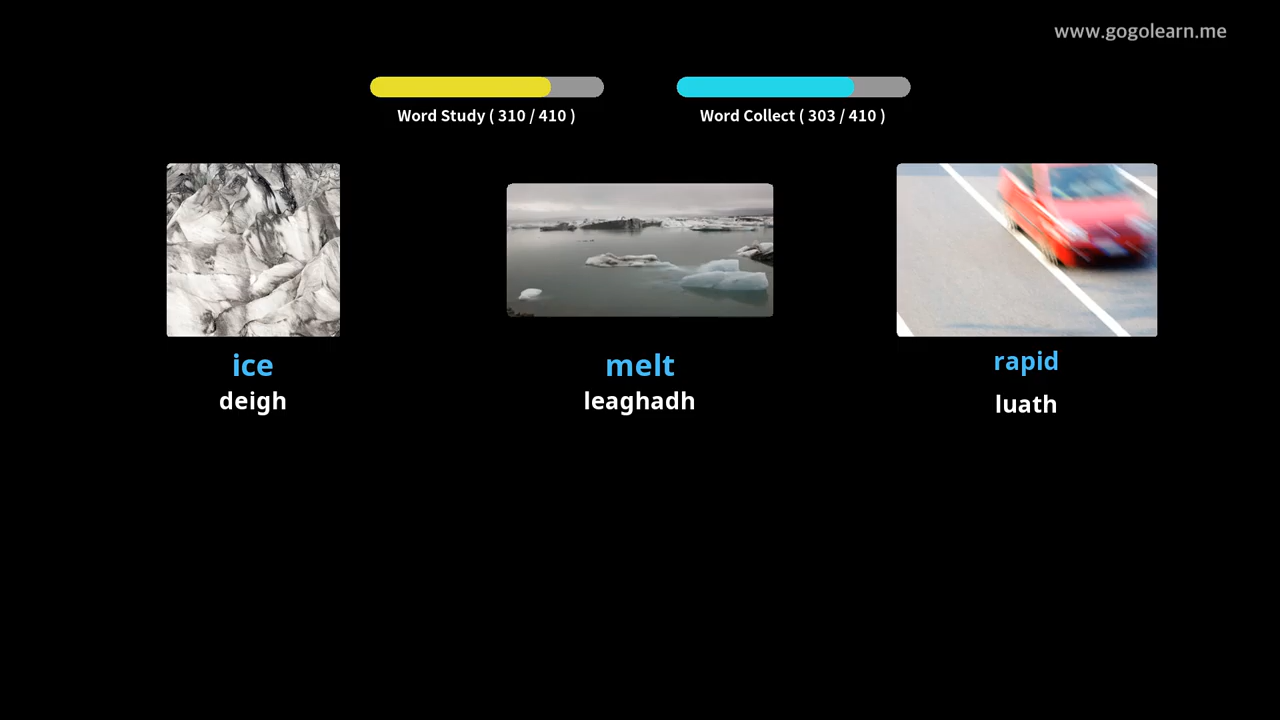 www.gogolearn.me
Word Study ( 310 / 410 )
Word Collect ( 303 / 410 )
ice
deigh
melt
leaghadh
rapid
luath